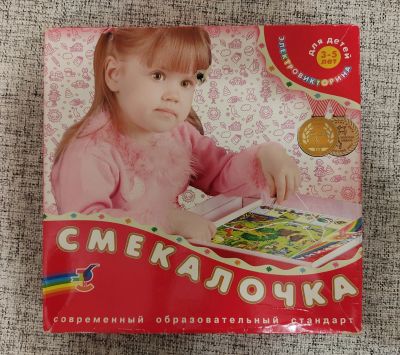 для детей
3-5
лет
ЭЛЕКТРОВИКТОРИНА
СМЕКАЛОЧКА
современный образовательный стандарт